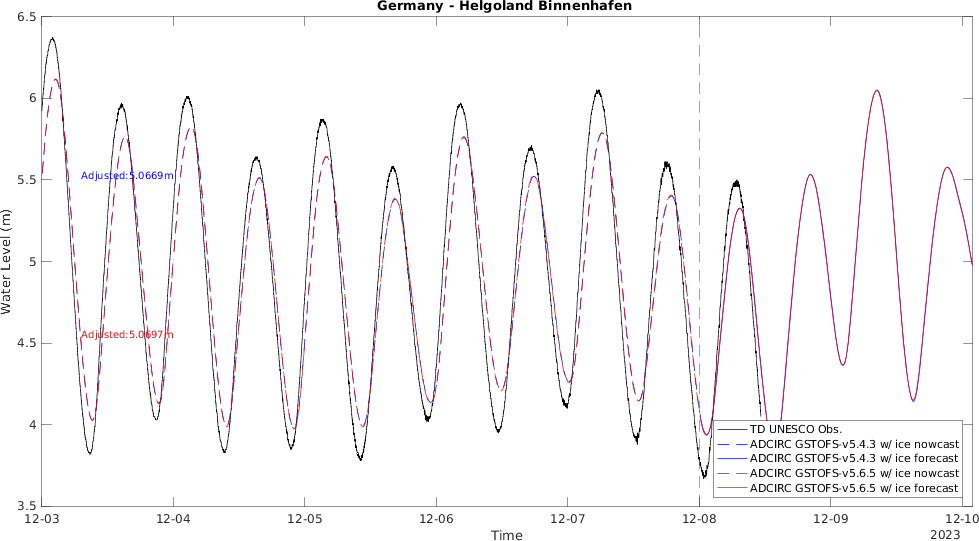 Germany - Helgoland Binnenhafen
6.5
6
5.5
5
4.5
4
3.5
Water Level (m)
Adjusted:5.0669m
Adjusted:5.0697m
TD UNESCO Obs.
ADCIRC GSTOFS-v5.4.3 w/ ice nowcast
ADCIRC GSTOFS-v5.4.3 w/ ice forecast
ADCIRC GSTOFS-v5.6.5 w/ ice nowcast
ADCIRC GSTOFS-v5.6.5 w/ ice forecast
12-03 12-04 12-05 12-06 12-07 12-08 12-09 12-10
Time
2023